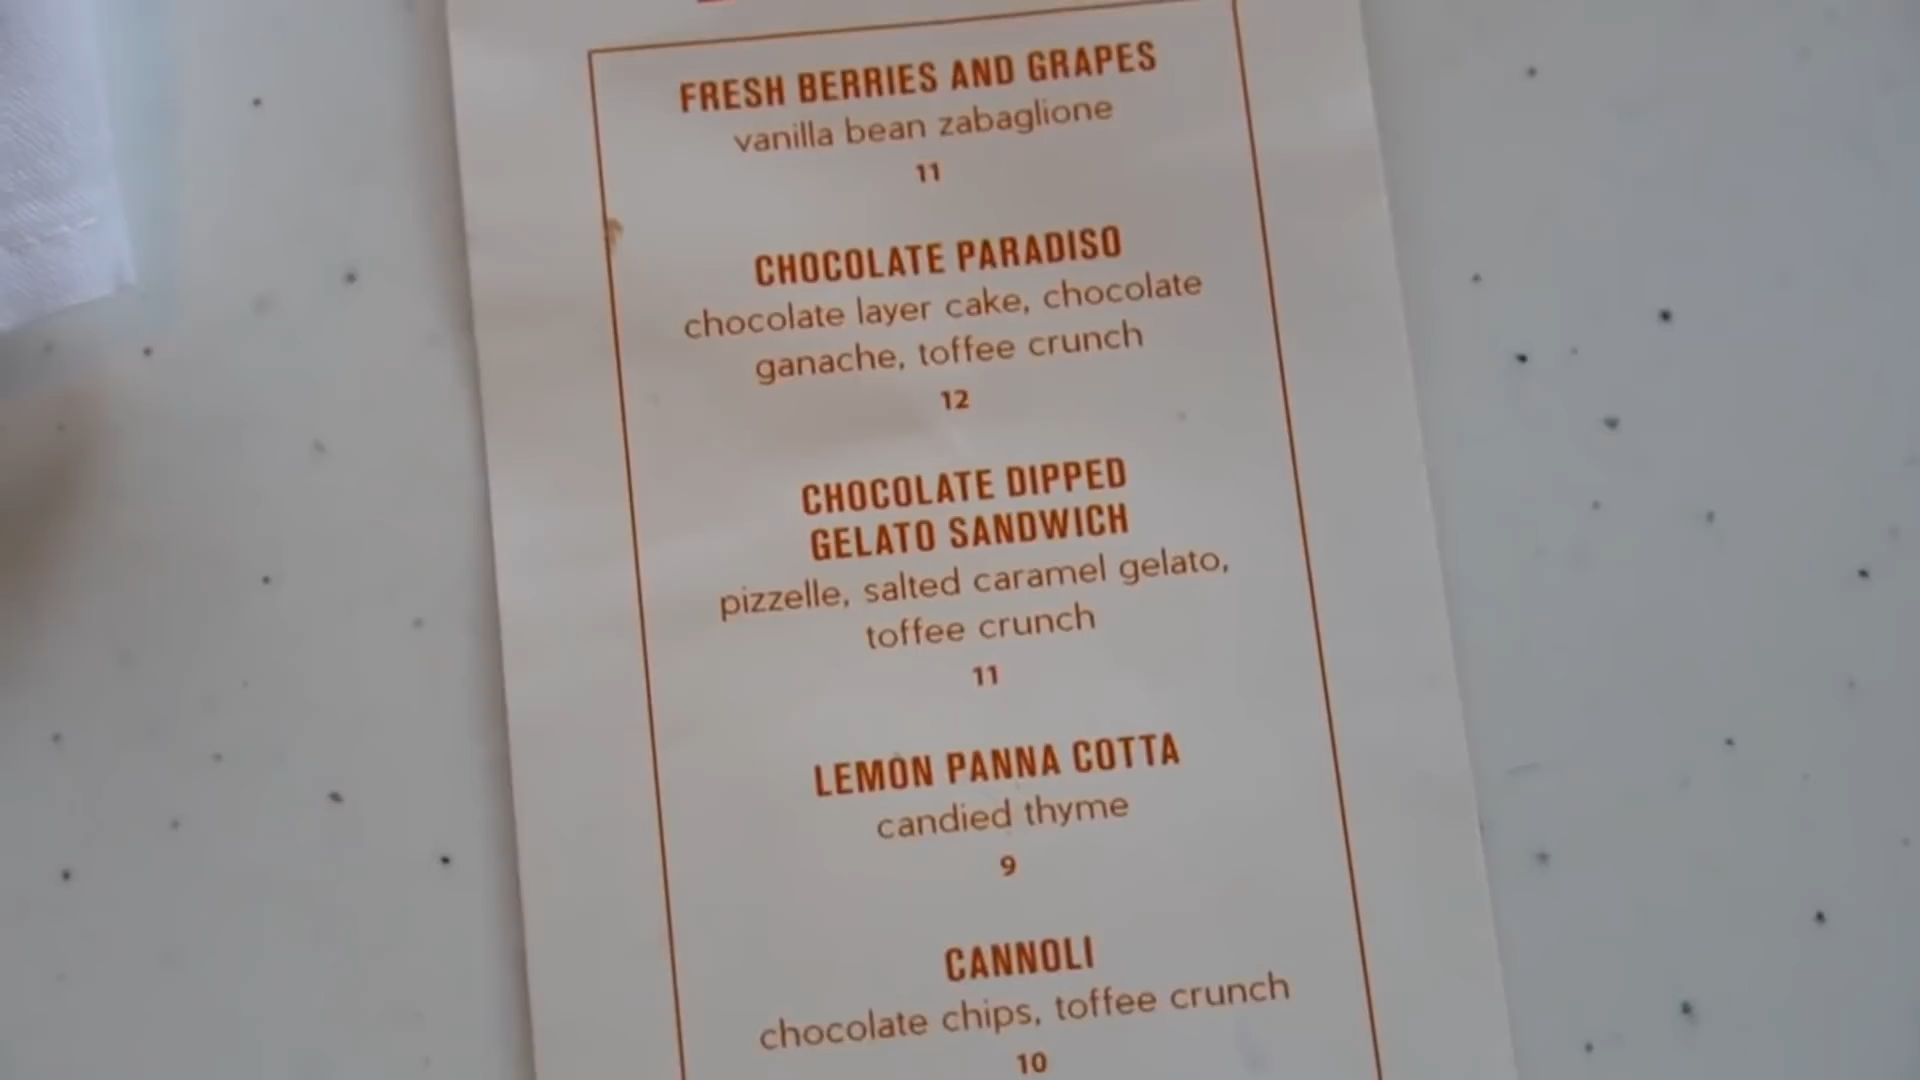 FRESH BERRIES AND GRAPES
vanilla bean zabaglione
11
CHOCOLATE PARADISO
chocolate layer cake, chocolate
ganache, toffee crunch
12
CHOCOLATE DIPPED
GELATO SANDWICH
pizzelle, salted caramel gelato,
toffee crunch
11
LEMON PANNA COTTA
candied thyme
9
CANNOLI
chocolate chips, toffee crunch
10